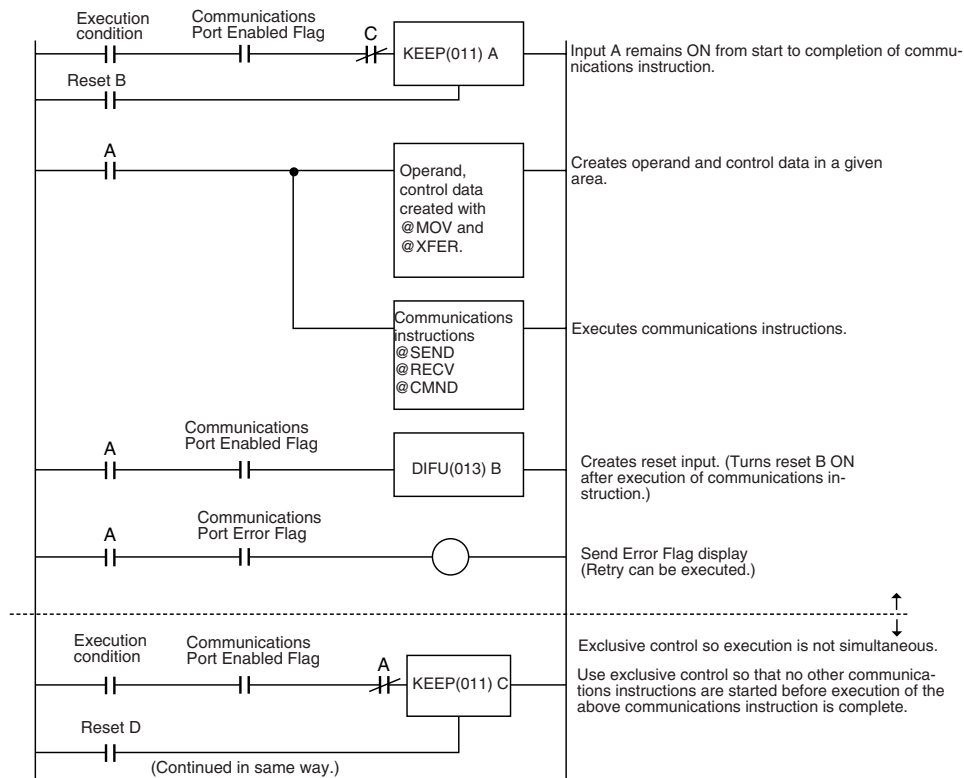 Execution
condition
Communications
Port Enabled Flag
C
KEEP(011) A
Input A remains ON from start to completion of commu-
nications instruction.
Reset B
A
Operand,
control data
created with
@MOV and
@XFER.
Creates operand and control data in a given
area.
Communications
instructions
@SEND
@RECV
@CMND
Executes communications instructions.
A
Communications
Port Enabled Flag
DIFU(013) B
Creates reset input. (Turns reset B ON
after execution of communications in-
struction.)
A
Communications
Port Error Flag
Send Error Flag display
(Retry can be executed.)
Exclusive control so execution is not simultaneous.
Execution
condition
Communications
Port Enabled Flag
A
KEEP(011) C
Use exclusive control so that no other communica-
tions instructions are started before execution of the
above communications instruction is complete.
Reset D
(Continued in same way.)